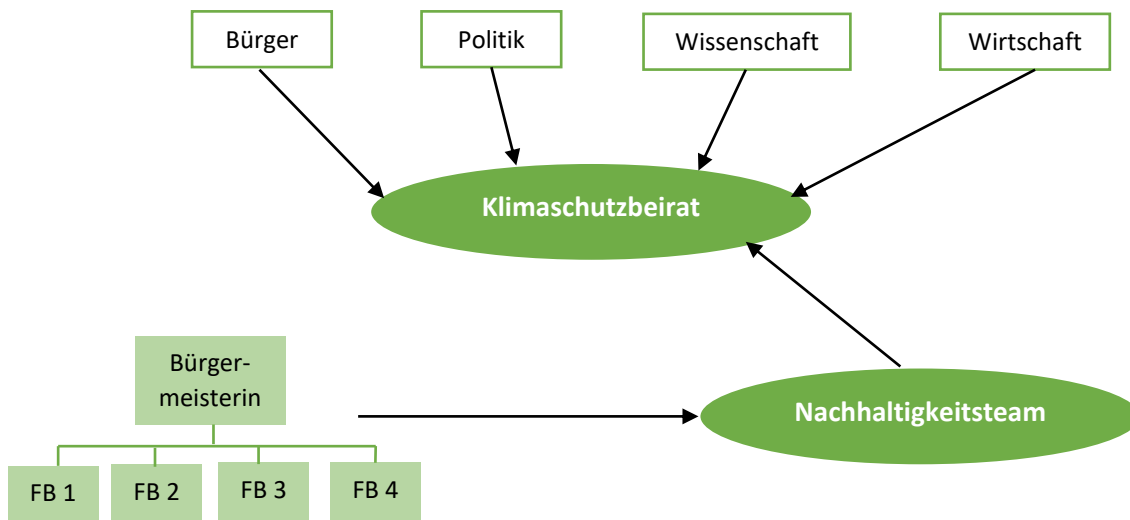 Bürger
Politik
Wissenschaft
Wirtschaft
Klimaschutzbeirat
Bürger-
meisterin
Nachhaltigkeitsteam
FB 1
FB 2
FB 3
FB 4